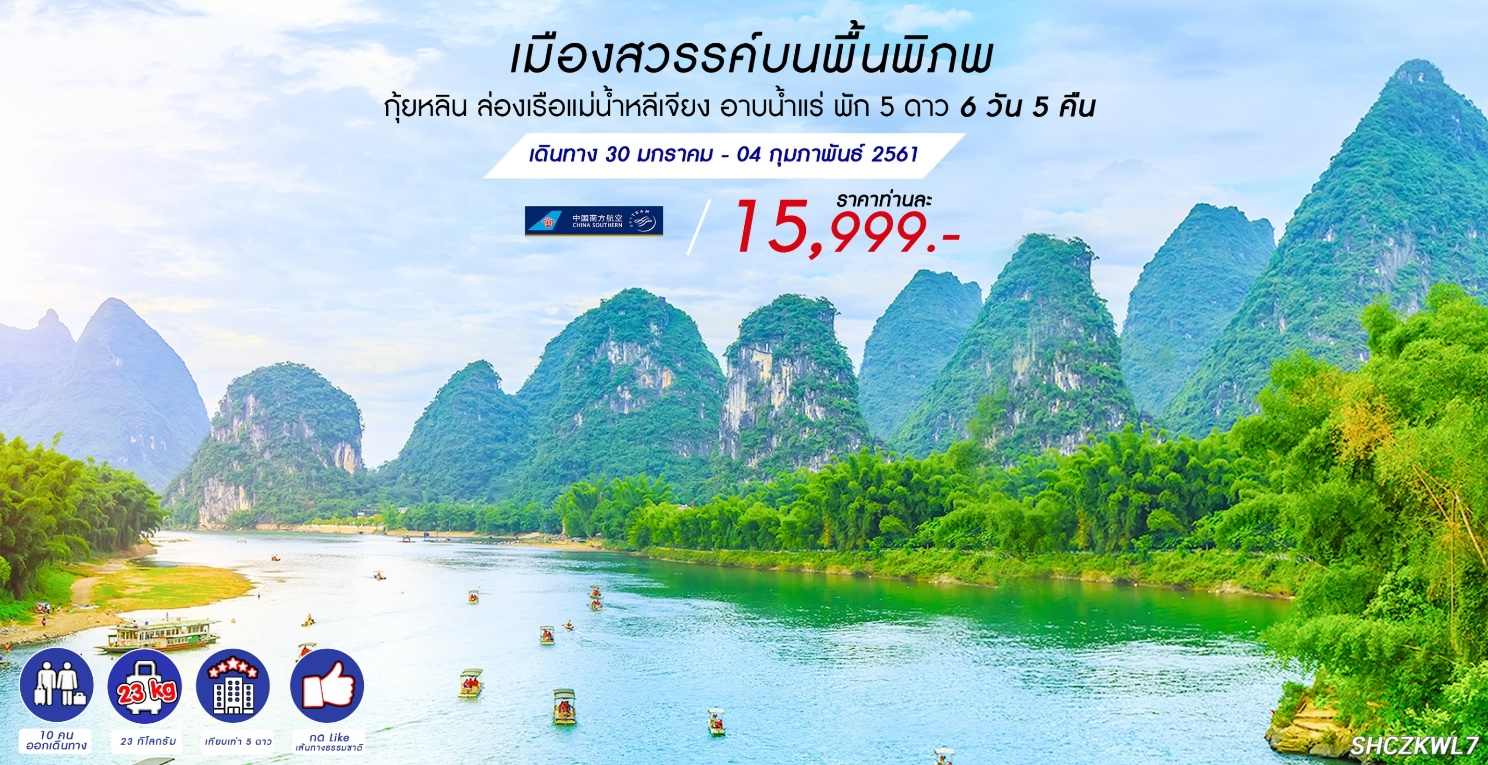 เมืองสวรรค์บนพื้นพิภพ
กุ้ยหลิน ล่องเรือแม่น้ำหลีเจียง อาบน้ำแร่ พัก 5 ดาว 6 วัน 5 คืน
เดินทาง 30 มกราคม - 04 กุมภาพันธ์ 2561
中国南方航空
CHINA SOUTHERN
SKYTEAM
ราคาท่านละ
15,999.-
23 kg
10 คน
ออกเดินทาง
23 กิโลกรัม
เทียบเท่า 5 ดาว
กด Like
เส้นทางธรรมชาติ
SHCZKWL7